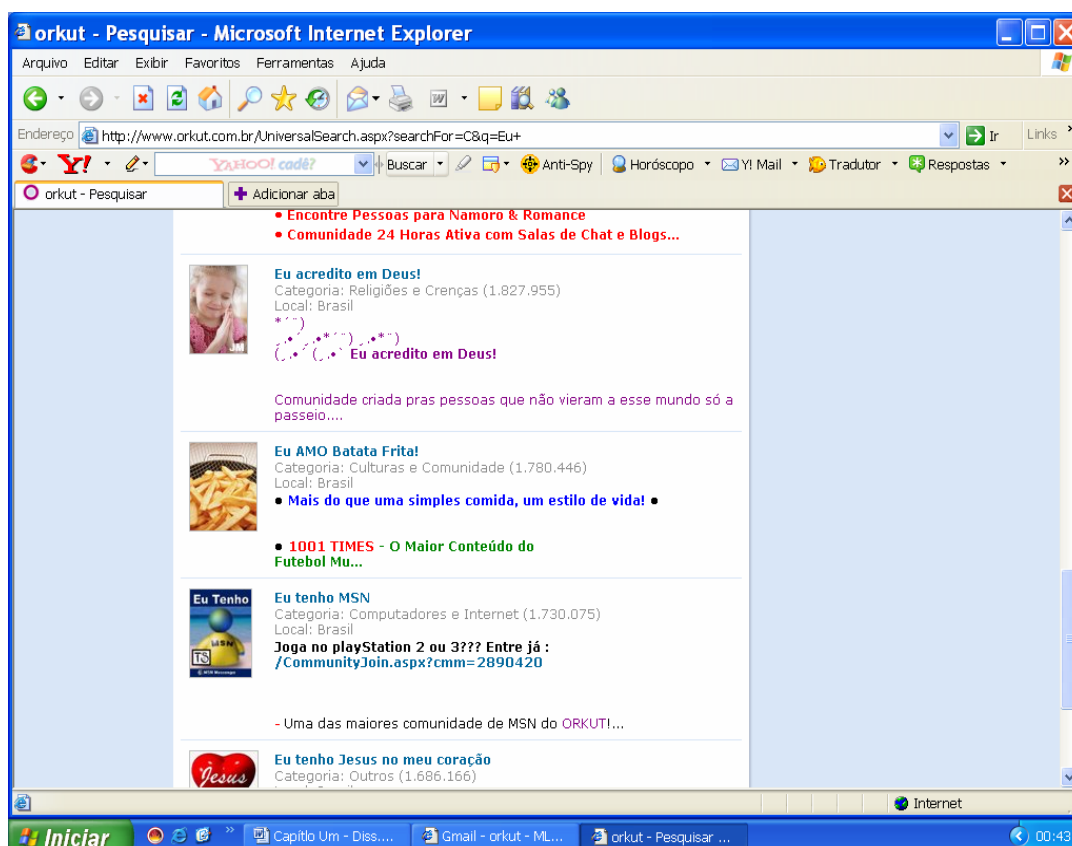 orkut - Pesquisar - Microsoft Internet Explorer
Arquivo Editar Exibir Favoritos Ferramentas Ajuda
Endereço http://www.orkut.com.br/UniversalSearch.aspx?searchFor=C&q=Eu+ Ir Links
Y! YAHOO! cadê? Buscar Anti-Spy Horóscopo Y! Mail Tradutor Respostas
orkut - Pesquisar Adicionar aba
• Encontre Pessoas para Namoro & Romance
• Comunidade 24 Horas Ativa com Salas de Chat e Blogs...
Eu acredito em Deus!
Categoria: Religiões e Crenças (1.827.955)
Local: Brasil
*´¨)
¸.•´¸.•*´¨) ¸.•*¨)
(¸.•´ (¸.•` Eu acredito em Deus!
JM
Comunidade criada pras pessoas que não vieram a esse mundo só a
passeio....
Eu AMO Batata Frita!
Categoria: Culturas e Comunidade (1.780.446)
Local: Brasil
● Mais do que uma simples comida, um estilo de vida! ●
● 1001 TIMES - O Maior Conteúdo do
Futebol Mu...
Eu Tenho
MSN
TS
Eu tenho MSN
Categoria: Computadores e Internet (1.730.075)
Local: Brasil
Joga no playStation 2 ou 3??? Entre já :
/CommunityJoin.aspx?cmm=2890420
- Uma das maiores comunidade de MSN do ORKUT!...
Jesus
Eu tenho Jesus no meu coração
Categoria: Outros (1.686.166)
Internet
Iniciar Capítlo Um - Diss.... Gmail - orkut - ML... orkut - Pesquisar ... 00:43